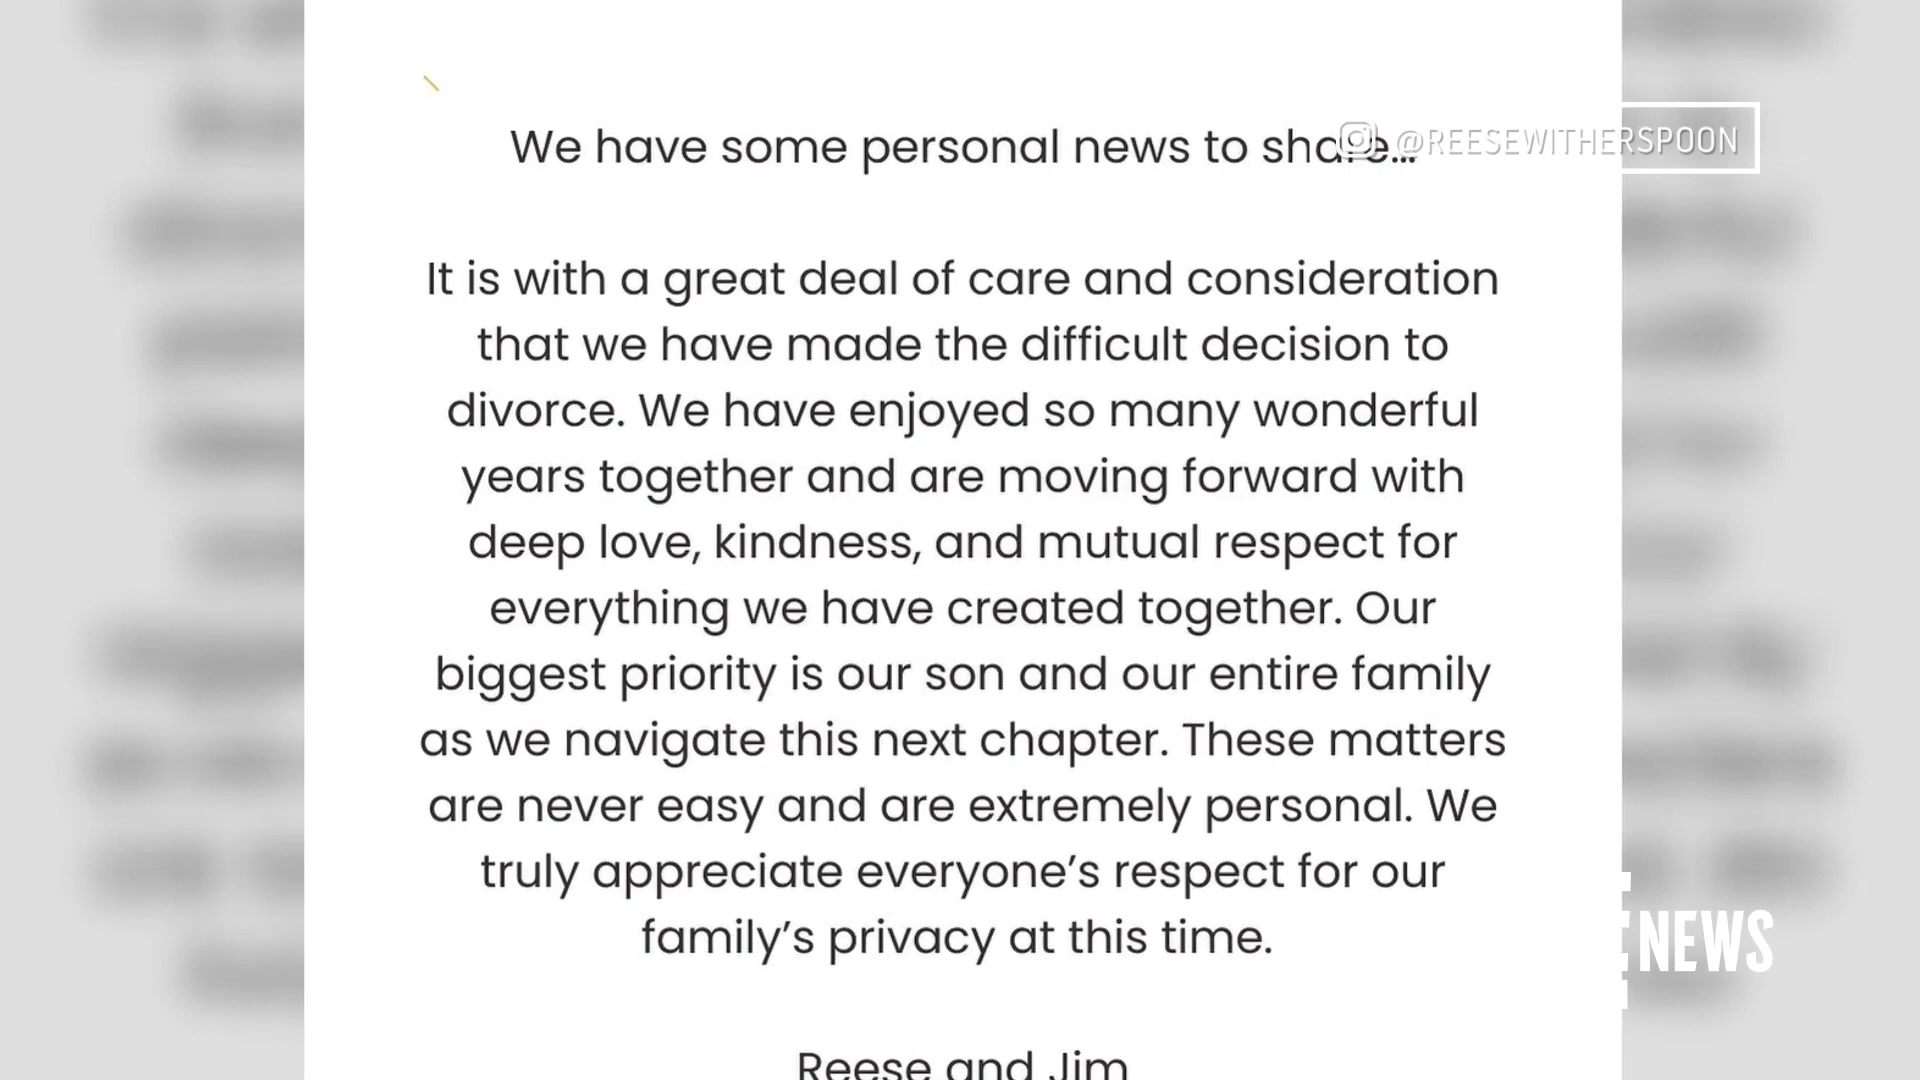 We have some personal news to share...
@REESEWITHERSPOON
It is with a great deal of care and consideration
that we have made the difficult decision to
divorce. We have enjoyed so many wonderful
years together and are moving forward with
deep love, kindness, and mutual respect for
everything we have created together. Our
biggest priority is our son and our entire family
as we navigate this next chapter. These matters
are never easy and are extremely personal. We
truly appreciate everyone’s respect for our
family’s privacy at this time.
E NEWS
Reese and Jim